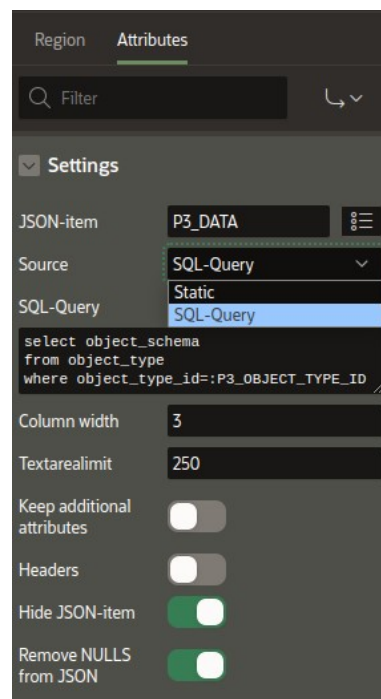 Region Attributes
Filter
Settings
JSON-item P3_DATA
Source SQL-Query
Static
SQL-Query SQL-Query
select object_schema
from object_type
where object_type_id=:P3_OBJECT_TYPE_ID
Column width 3
Textarealimit 250
Keep additional
attributes
Headers
Hide JSON-item
Remove NULLS
from JSON